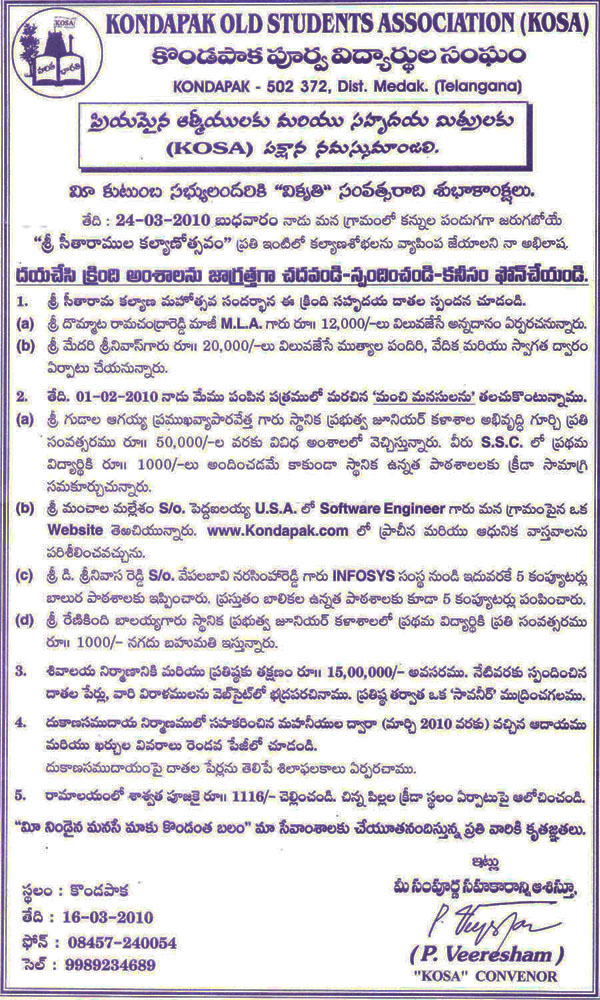 KOSA
KONDAPAK OLD STUDENTS ASSOCIATION (KOSA)
కొండపాక పూర్వ విద్యార్థుల సంఘం
KONDAPAK - 502 372, Dist. Medak. (Telangana)
ప్రియమైన ఆత్మీయులకు మరియు సహృదయ మిత్రులకు
(KOSA) పక్షాన నమస్సుమాంజలి.
మీ కుటుంబ సభ్యులందరికి "వికృతి" సంవత్సరాది శుభాకాంక్షలు.
తేది : 24-03-2010 బుధవారం నాడు మన గ్రామంలో కన్నుల పండుగగా జరుగబోయే
"శ్రీ సీతారాముల కల్యాణోత్సవం" ప్రతి ఇంటిలో కల్యాణశోభలను వ్యాపింప జేయాలని నా అభిలాష.
దయచేసి క్రింది అంశాలను జాగ్రత్తగా చదవండి-స్పందించండి-కనీసం ఫోన్‌చేయండి.
1. శ్రీ సీతారామ కల్యాణ మహోత్సవ సందర్భాన ఈ క్రింది సహృదయ దాతల స్పందన చూడండి.
(a) శ్రీ దొమ్మాట రామచంద్రారెడ్డి మాజీ M.L.A. గారు రూ॥ 12,000/-లు విలువజేసే అన్నదానం ఏర్పరచనున్నారు.
(b) శ్రీ మేదరి శ్రీనివాస్‌గారు రూ॥ 20,000/-లు విలువజేసే ముత్యాల పందిరి, వేదిక మరియు స్వాగత ద్వారం
ఏర్పాటు చేయనున్నారు.
2. తేది. 01-02-2010 నాడు మేము పంపిన పత్రములో మరచిన 'మంచి మనసులను' తలచుకొంటున్నాము.
(a) శ్రీ గుడాల ఆగయ్య ప్రముఖవ్యాపారవేత్త గారు స్థానిక ప్రభుత్వ జూనియర్ కళాశాల అభివృద్ధి గూర్చి ప్రతి
సంవత్సరము రూ॥ 50,000/-ల వరకు వివిధ అంశాలలో వెచ్చిస్తున్నారు. వీరు S.S.C. లో ప్రథమ
విద్యార్థికి రూ॥ 1000/-లు అందించడమే కాకుండా స్థానిక ఉన్నత పాఠశాలలకు క్రీడా సామాగ్రి
సమకూర్చుచున్నారు.
(b) శ్రీ మంచాల మల్లేశం S/o. పెద్దఐలయ్య U.S.A. లో Software Engineer గారు మన గ్రామంపైన ఒక
Website తెఱచియున్నారు. www.Kondapak.com లో ప్రాచీన మరియు ఆధునిక వాస్తవాలను
పరిశీలించవచ్చును.
(c) శ్రీ డి. శ్రీనివాస రెడ్డి S/o. వేపలబావి నరసింహారెడ్డి గారు INFOSYS సంస్థ నుండి ఇదువరకే 5 కంప్యూటర్లు
బాలుర పాఠశాలకు ఇప్పించారు. ప్రస్తుతం బాలికల ఉన్నత పాఠశాలకు కూడా 5 కంప్యూటర్లు పంపించారు.
(d) శ్రీ రేణికింది బాలయ్యగారు స్థానిక ప్రభుత్వ జూనియర్ కళాశాలలో ప్రథమ విద్యార్థికి ప్రతి సంవత్సరము
రూ॥ 1000/- నగదు బహుమతి ఇస్తున్నారు.
3. శివాలయ నిర్మాణానికి మరియు ప్రతిష్ఠకు తక్షణం రూ॥ 15,00,000/- అవసరము. నేటివరకు స్పందించిన
దాతల పేర్లు, వారి విరాళములను వెబ్‌సైట్‌లో భద్రపరచినాము. ప్రతిష్ఠ తర్వాత ఒక 'సావనీర్' ముద్రించగలము.
4. దుకాణసముదాయ నిర్మాణములో సహకరించిన మహనీయుల ద్వారా (మార్చి 2010 వరకు) వచ్చిన ఆదాయము
మరియు ఖర్చుల వివరాలు రెండవ పేజీలో చూడండి.
దుకాణసముదాయంపై దాతల పేర్లను తెలిపే శిలాఫలకాలు ఏర్పరచాము.
5. రామాలయంలో శాశ్వత పూజకై రూ॥ 1116/- చెల్లించండి. చిన్న పిల్లల క్రీడా స్థలం ఏర్పాటుపై ఆలోచించండి.
"మీ నిండైన మనసే మాకు కొండంత బలం" మా సేవాంశాలకు చేయూతనందిస్తున్న ప్రతి వారికి కృతజ్ఞతలు.
ఇట్లు
మీ సంపూర్ణ సహకారాన్ని ఆశిస్తూ,
స్థలం : కొండపాక
తేది : 16-03-2010
ఫోన్ : 08457-240054
సెల్ : 9989234689
(P. Veeresham)
"KOSA" CONVENOR